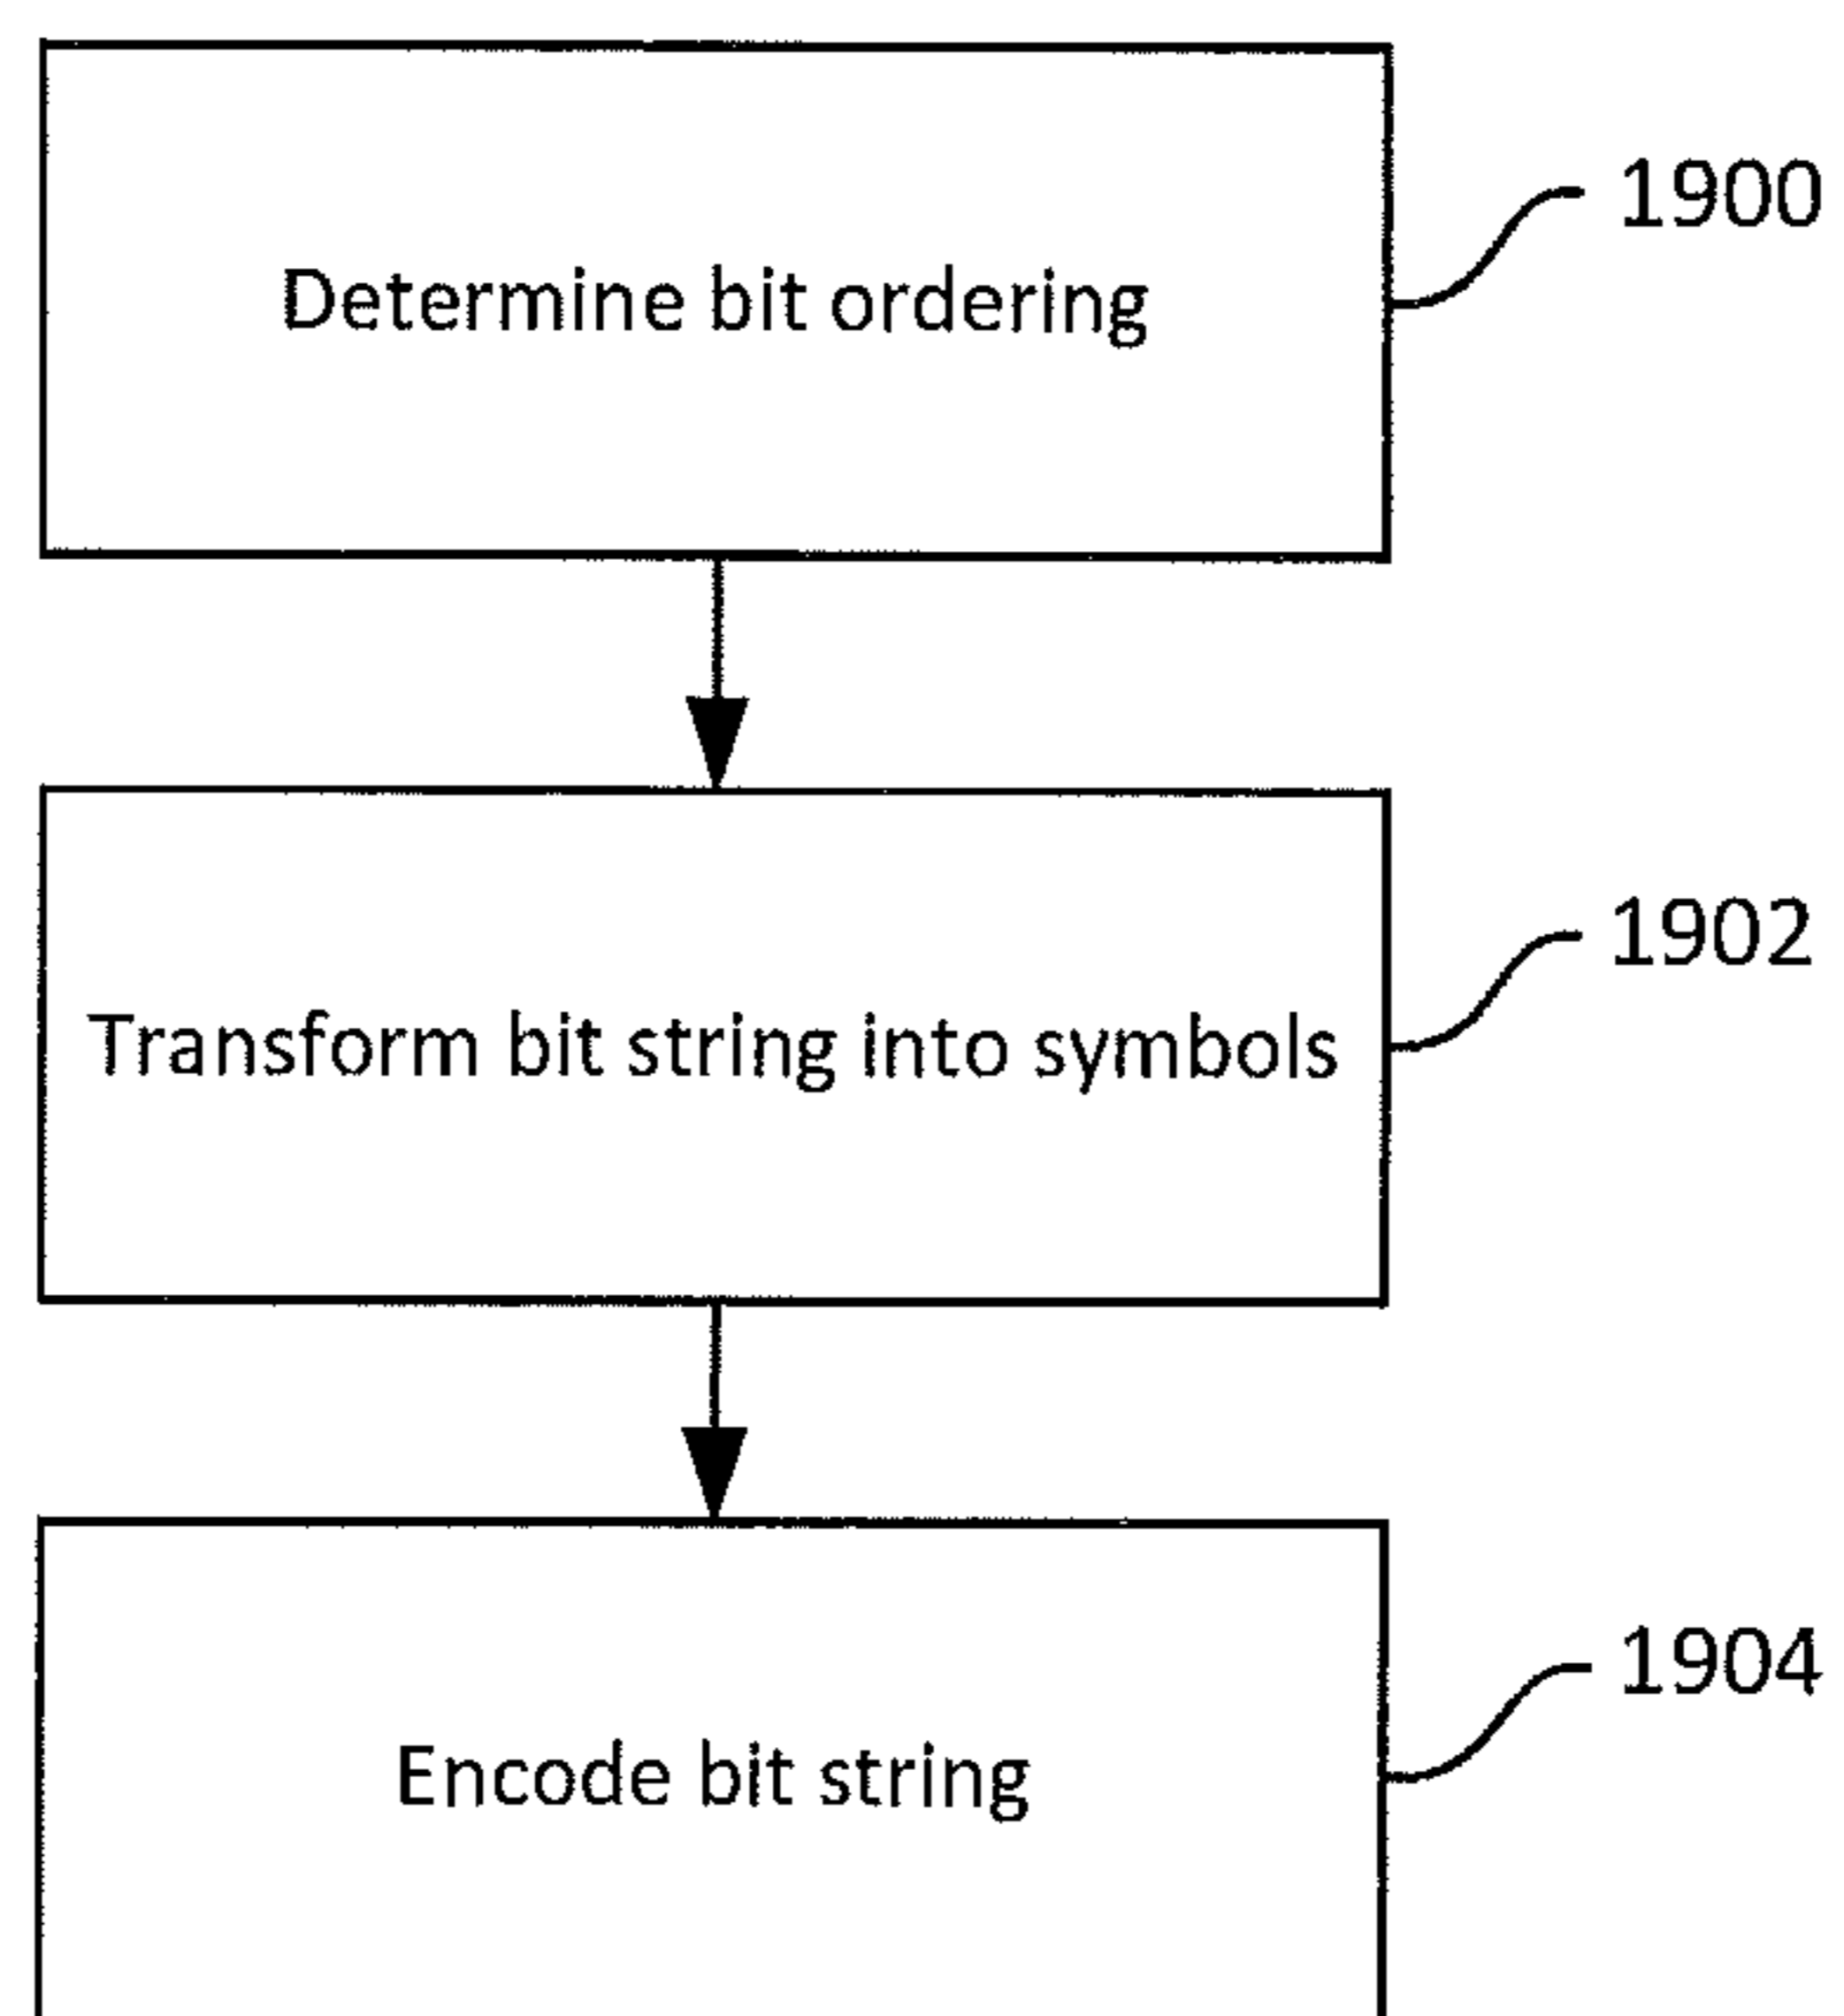 1900
Determine bit ordering
1902
Transform bit string into symbols
1904
Encode bit string